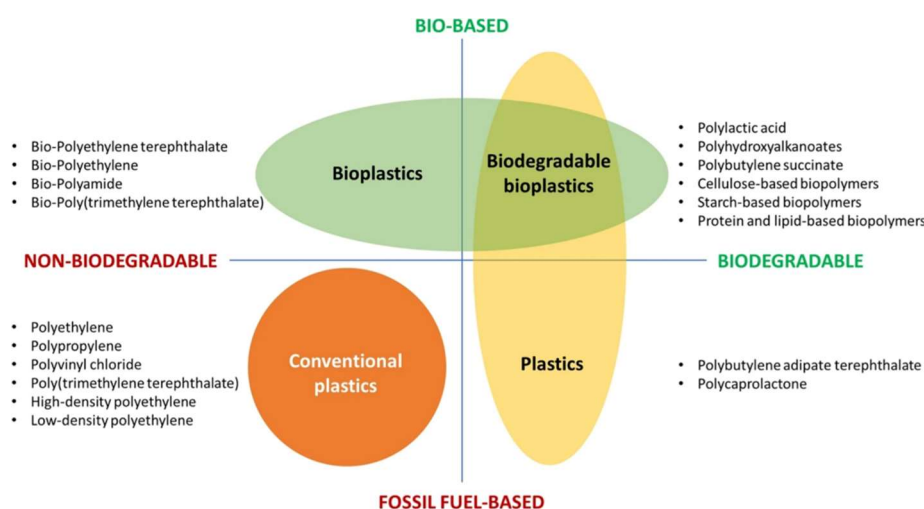 BIO-BASED
• Bio-Polyethylene terephthalate
• Bio-Polyethylene
• Bio-Polyamide
• Bio-Poly(trimethylene terephthalate)
Bioplastics
Biodegradable
bioplastics
• Polylactic acid
• Polyhydroxyalkanoates
• Polybutylene succinate
• Cellulose-based biopolymers
• Starch-based biopolymers
• Protein and lipid-based biopolymers
NON-BIODEGRADABLE
BIODEGRADABLE
• Polyethylene
• Polypropylene
• Polyvinyl chloride
• Poly(trimethylene terephthalate)
• High-density polyethylene
• Low-density polyethylene
Conventional
plastics
Plastics
• Polybutylene adipate terephthalate
• Polycaprolactone
FOSSIL FUEL-BASED